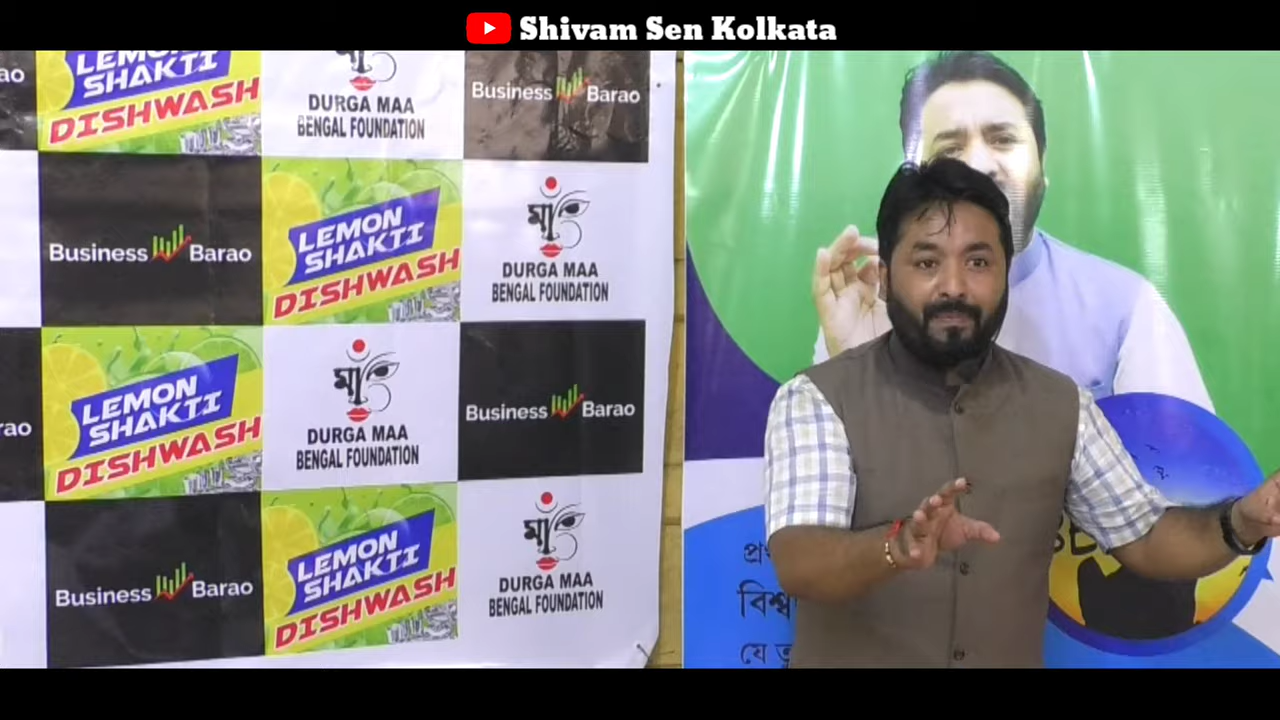 Shivam Sen Kolkata
LEMON
SHAKTI
DISHWASH
DURGA MAA
BENGAL FOUNDATION
Business Barao
Business Barao
LEMON
SHAKTI
DISHWASH
মা
DURGA MAA
BENGAL FOUNDATION
LEMON
SHAKTI
DISHWASH
মা
DURGA MAA
BENGAL FOUNDATION
Business Barao
Business Barao
LEMON
SHAKTI
DISHWASH
মা
DURGA MAA
BENGAL FOUNDATION
যে